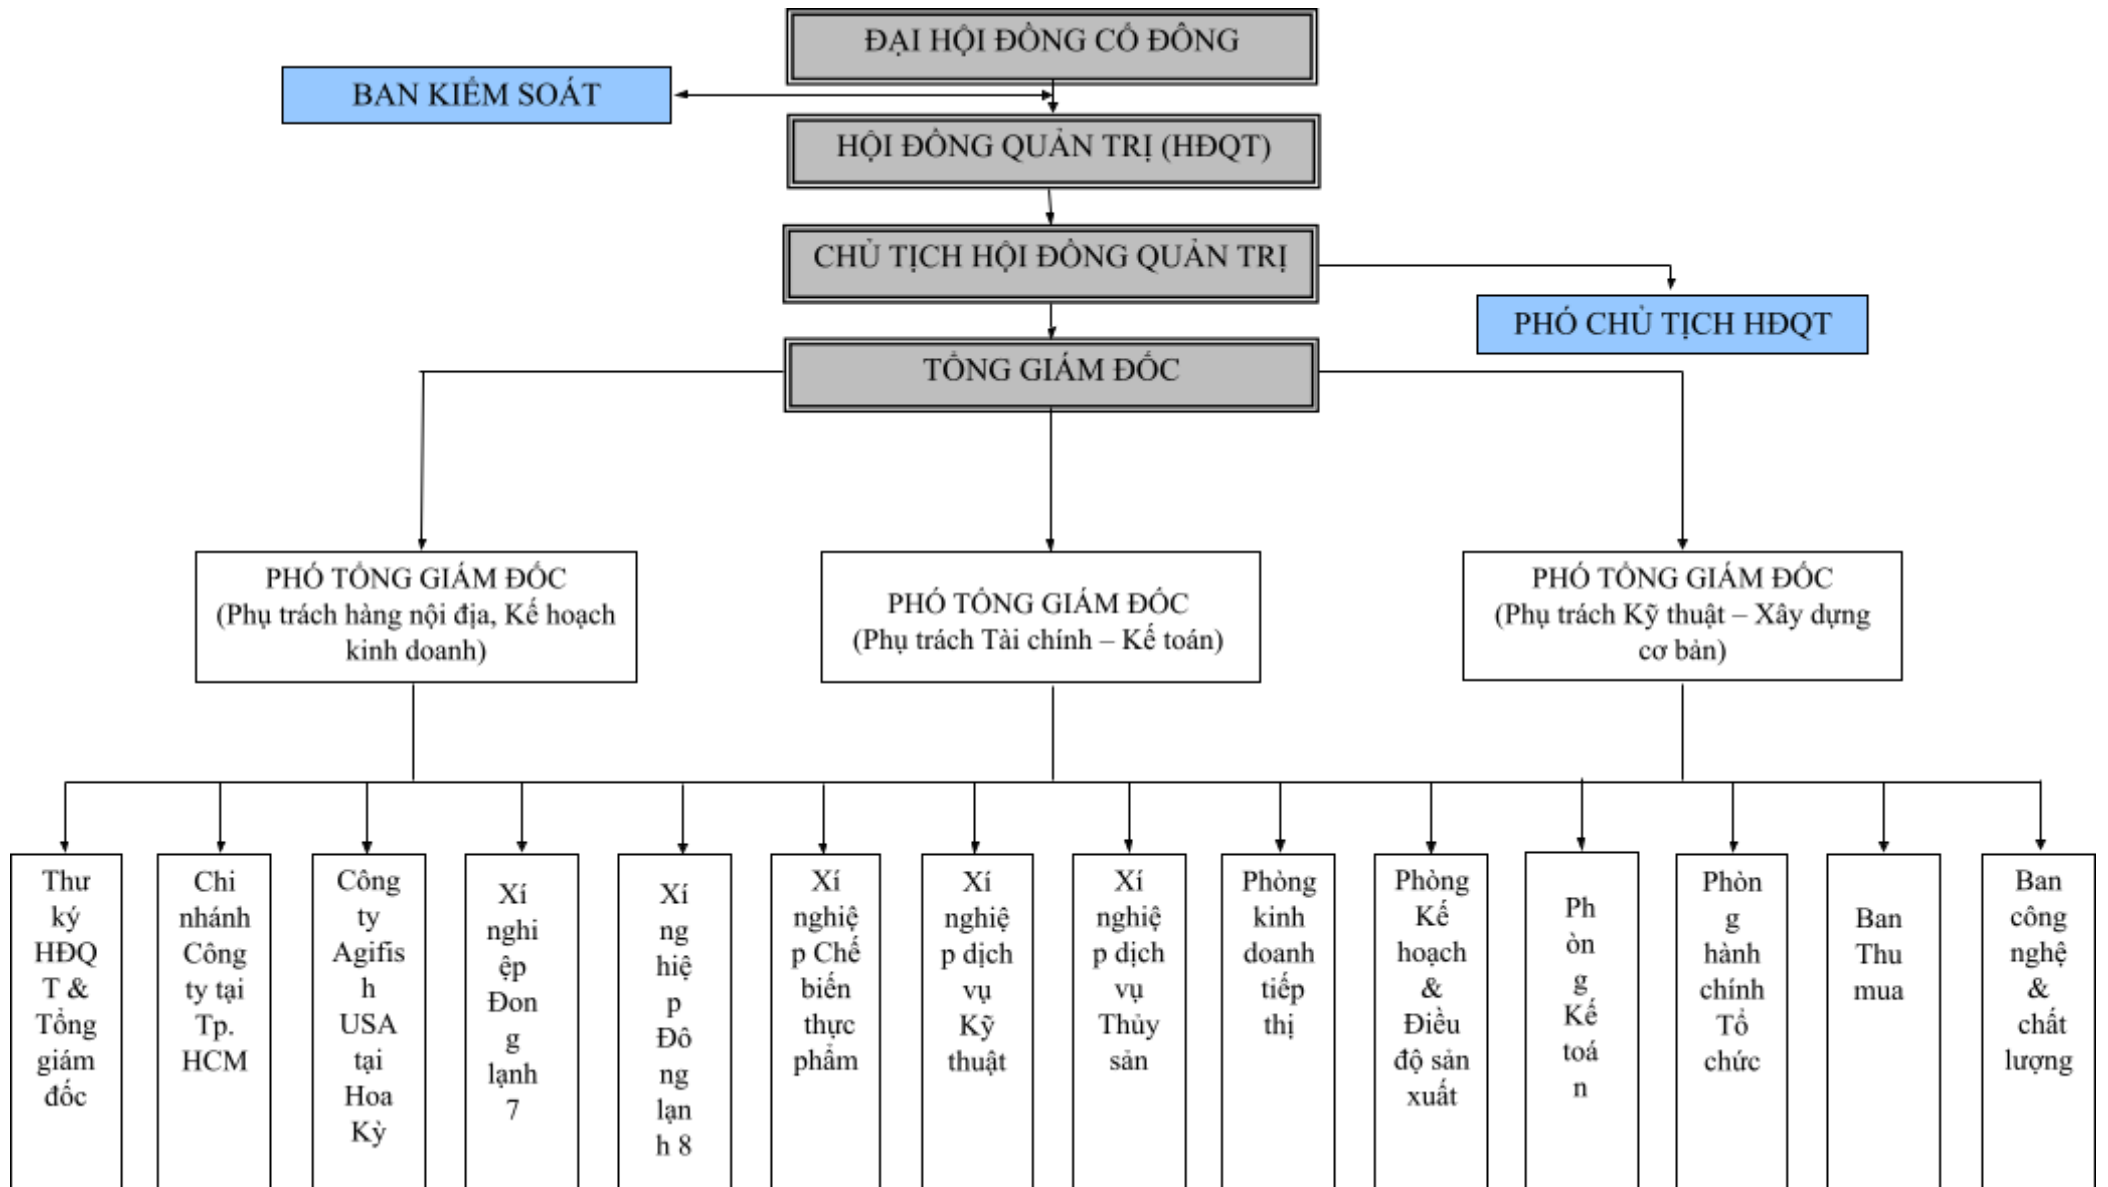 ĐẠI HỘI ĐỒNG CỔ ĐÔNG
BAN KIỂM SOÁT
HỘI ĐỒNG QUẢN TRỊ (HĐQT)
CHỦ TỊCH HỘI ĐỒNG QUẢN TRỊ
PHÓ CHỦ TỊCH HĐQT
TỔNG GIÁM ĐỐC
PHÓ TỔNG GIÁM ĐỐC
(Phụ trách hàng nội địa, Kế hoạch
kinh doanh)
PHÓ TỔNG GIÁM ĐỐC
(Phụ trách Tài chính – Kế toán)
PHÓ TỔNG GIÁM ĐỐC
(Phụ trách Kỹ thuật – Xây dựng
cơ bản)
Thư
ký
HĐQ
T &
Tổng
giám
đốc
Chi
nhánh
Công
ty tại
Tp.
HCM
Công
ty
Agifis
h
USA
tại
Hoa
Kỳ
Xí
nghi
ệp
Đon
g
lạnh
7
Xí
ng
hiệ
p
Đô
ng
lạn
h 8
Xí
nghiệ
p Chế
biến
thực
phẩm
Xí
nghiệ
p dịch
vụ
Kỹ
thuật
Xí
nghiệ
p dịch
vụ
Thủy
sản
Phòng
kinh
doanh
tiếp
thị
Phòng
Kế
hoạch
&
Điều
độ sản
xuất
Ph
òn
g
Kế
toá
n
Phòn
g
hành
chính
Tổ
chức
Ban
Thu
mua
Ban
công
nghệ
&
chất
lượng